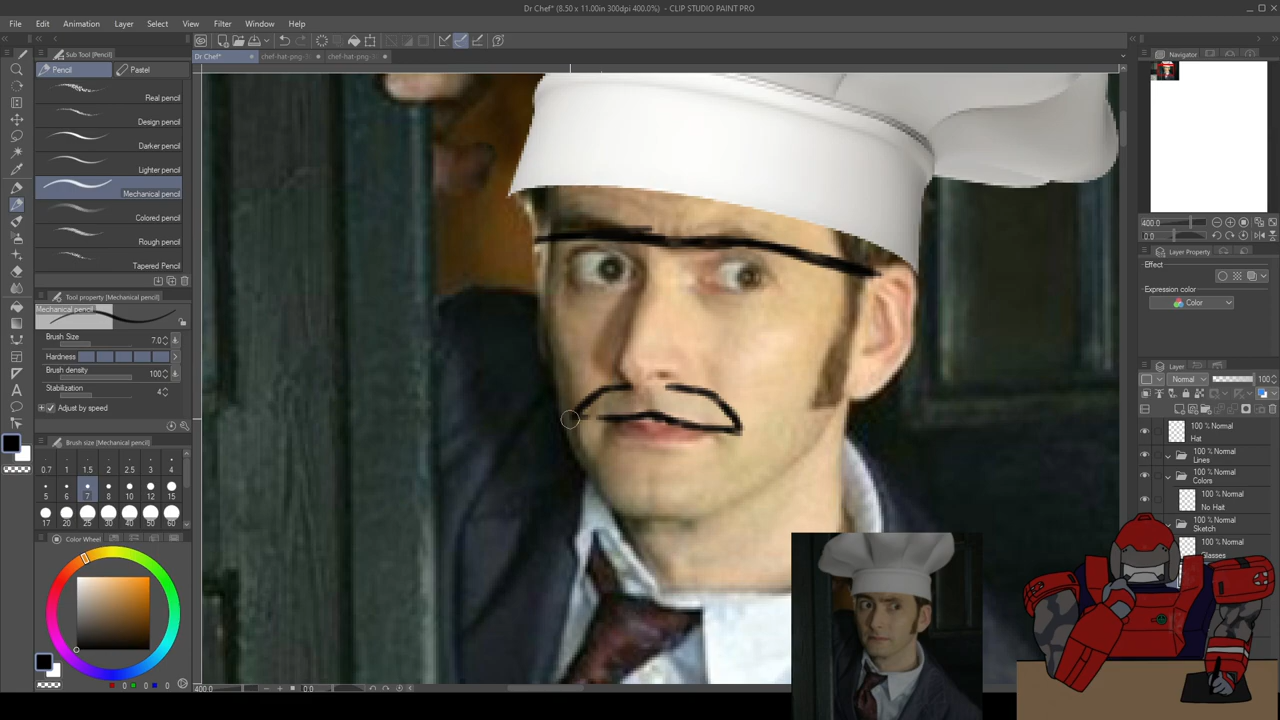 Dr Chef* (8.50 x 11.00in 300dpi 400.0%) - CLIP STUDIO PAINT PRO
File Edit Animation Layer Select View Filter Window Help
Sub Tool [Pencil]
Dr Chef*
chef-hat-png-
chef-hat-png-
Navigator
Pencil
Pastel
Real pencil
Design pencil
Darker pencil
Lighter pencil
Mechanical pencil
Colored pencil
Rough pencil
Tapered Pencil
Tool property [Mechanical pencil]
Mechanical pencil
Brush Size 7.0
Hardness
Brush density 100
Stabilization 4
Adjust by speed
Brush size [Mechanical pencil]
0.7 1 1.5 2 2.5 3 4
5 6 7 8 10 12 15
17 20 25 30 40 50 60
Color Wheel
0 0 0
400.0 0.0
400.0
0.0
Layer Property
Effect
Expression color
Color
Layer
Normal 100
100 % Normal
Hat
100 % Normal
Lines
100 % Normal
Colors
100 % Normal
No Hat
100 % Normal
Sketch
100 % Normal
Glasses